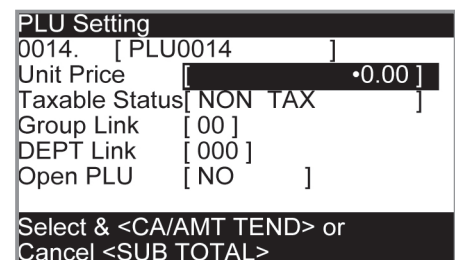 PLU Setting
0014. [ PLU0014 ]
Unit Price [ •0.00 ]
Taxable Status[ NON TAX ]
Group Link [ 00 ]
DEPT Link [ 000 ]
Open PLU [ NO ]
Select & <CA/AMT TEND> or
Cancel <SUB TOTAL>